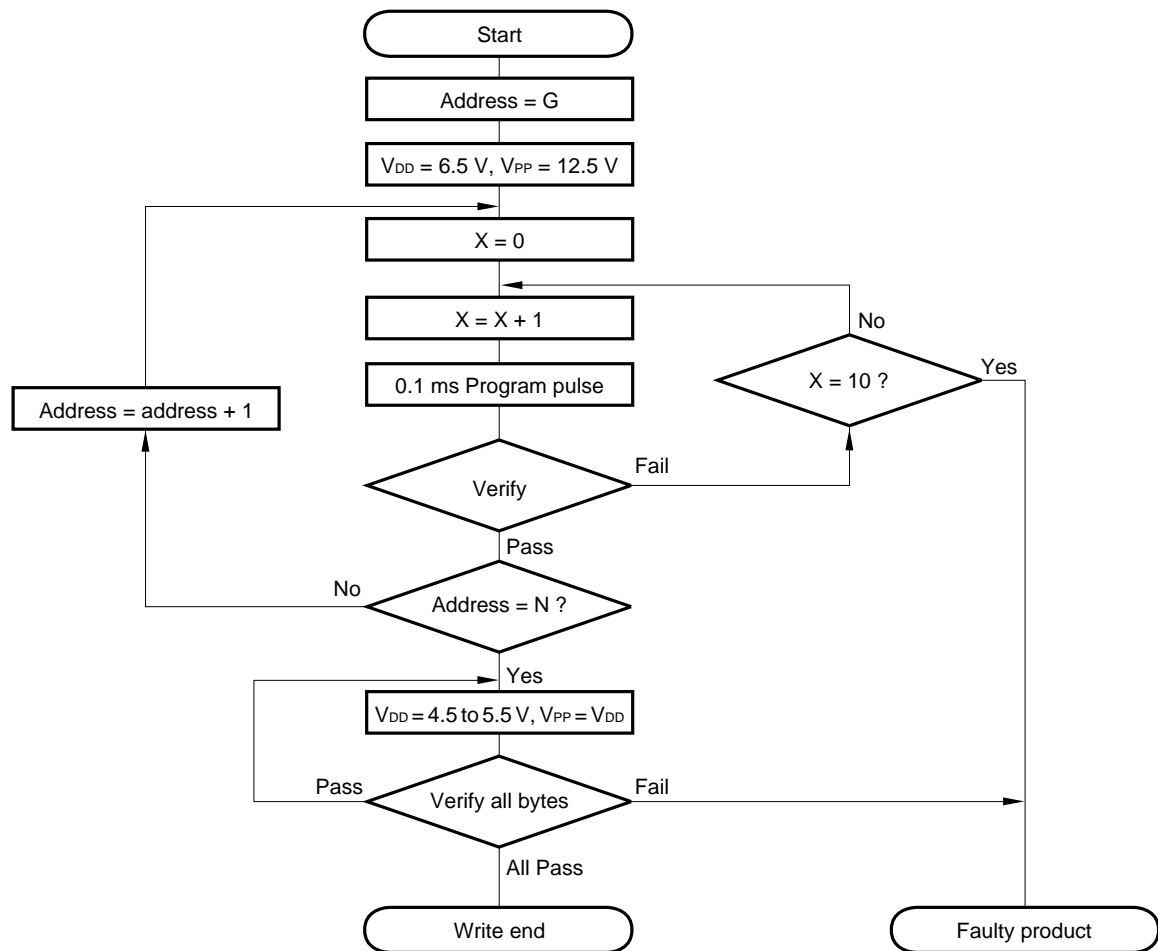 Start
Address = G
VDD = 6.5 V, VPP = 12.5 V
X = 0
X = X + 1
No
Yes
X = 10 ?
0.1 ms Program pulse
Address = address + 1
Fail
Verify
Pass
No
Address = N ?
Yes
VDD = 4.5 to 5.5 V, VPP = VDD
Pass
Verify all bytes
Fail
All Pass
Write end
Faulty product